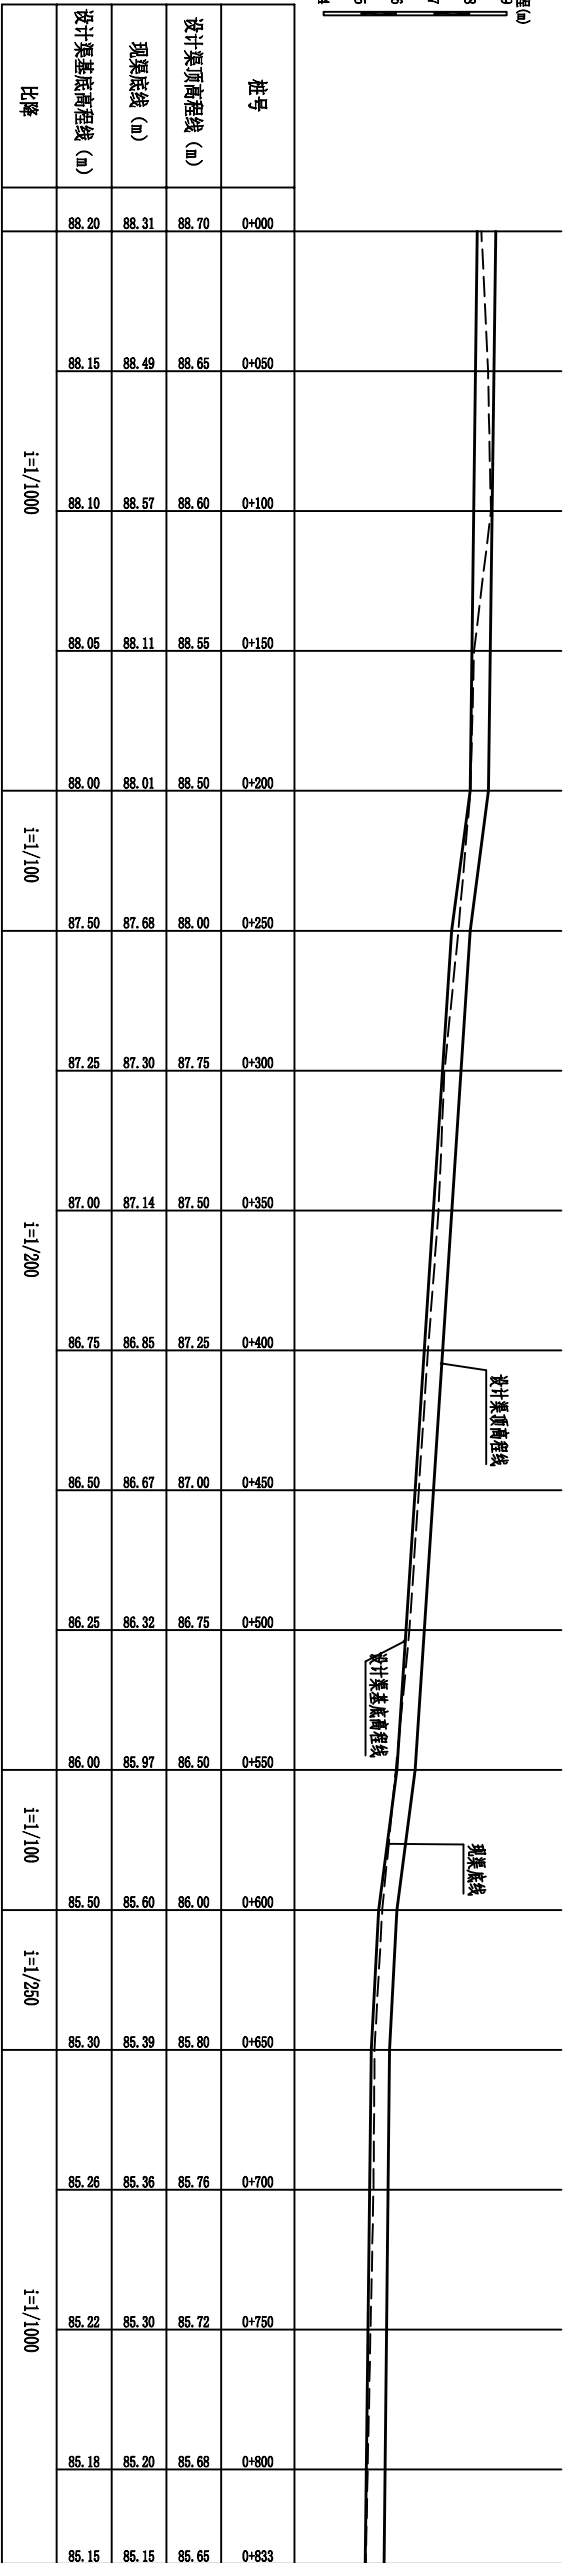 程(m)
9
8
7
6
5
4
设计渠顶高程线
现渠底线
设计渠基底高程线
桩号 0+000 0+050 0+100 0+150 0+200 0+250 0+300 0+350 0+400 0+450 0+500 0+550 0+600 0+650 0+700 0+750 0+800 0+833
设计渠顶高程线（m） 88.70 88.65 88.60 88.55 88.50 88.00 87.75 87.50 87.25 87.00 86.75 86.50 86.00 85.80 85.76 85.72 85.68 85.65
现渠底线（m） 88.31 88.49 88.57 88.11 88.01 87.68 87.30 87.14 86.85 86.67 86.32 85.97 85.60 85.39 85.36 85.30 85.20 85.15
设计渠基底高程线（m） 88.20 88.15 88.10 88.05 88.00 87.50 87.25 87.00 86.75 86.50 86.25 86.00 85.50 85.30 85.26 85.22 85.18 85.15
比降 i=1/1000 i=1/100 i=1/200 i=1/100 i=1/250 i=1/1000